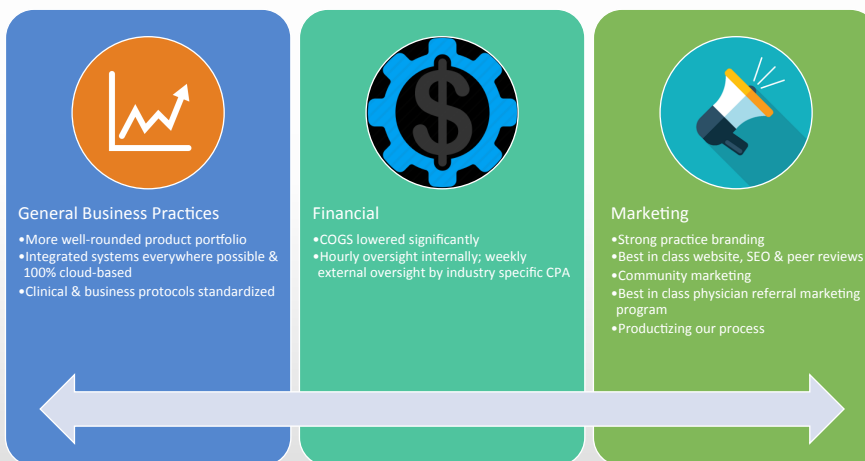 General Business Practices
•More well-rounded product portfolio
•Integrated systems everywhere possible &
100% cloud-based
•Clinical & business protocols standardized
Financial
•COGS lowered significantly
•Hourly oversight internally; weekly
external oversight by industry specific CPA
Marketing
•Strong practice branding
•Best in class website, SEO & peer reviews
•Community marketing
•Best in class physician referral marketing
program
•Productizing our process